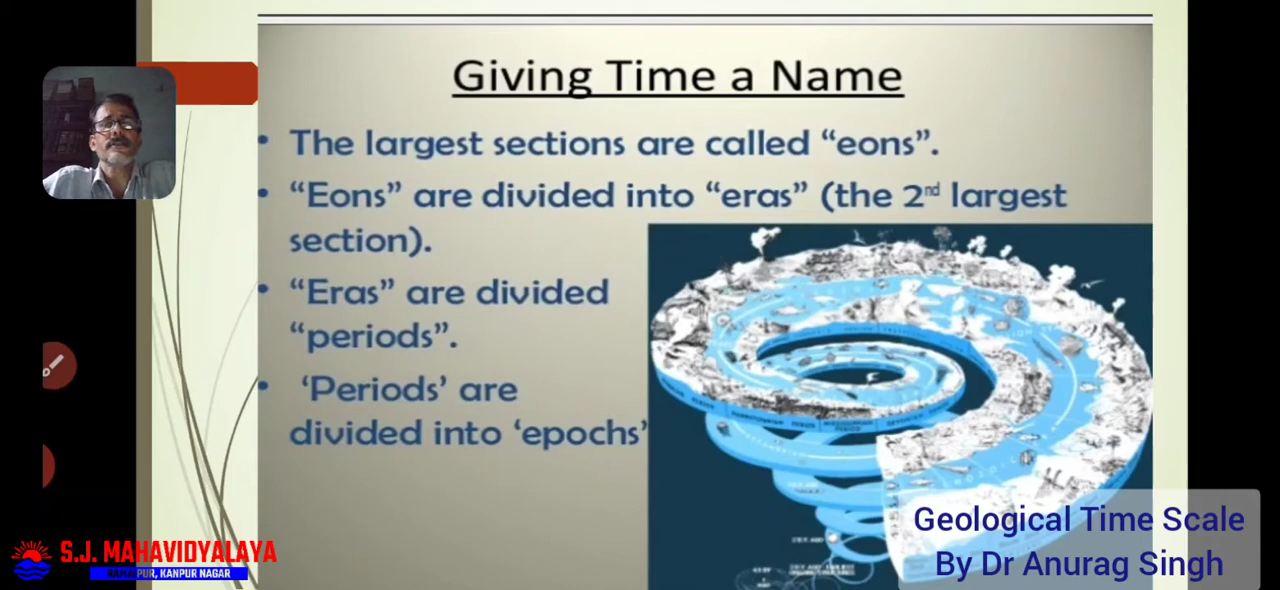 Giving Time a Name
• The largest sections are called “eons”.
• “Eons” are divided into “eras” (the 2nd largest
section).
• “Eras” are divided
“periods”.
• ‘Periods’ are
divided into ‘epochs’
Geological Time Scale
By Dr Anurag Singh
S.J. MAHAVIDYALAYA
RAMAIPUR, KANPUR NAGAR